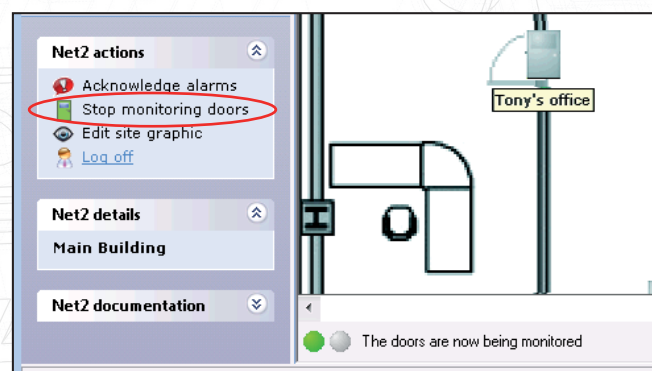 Net2 actions
Acknowledge alarms
Stop monitoring doors
Edit site graphic
Log off
Net2 details
Main Building
Net2 documentation
Tony's office
The doors are now being monitored